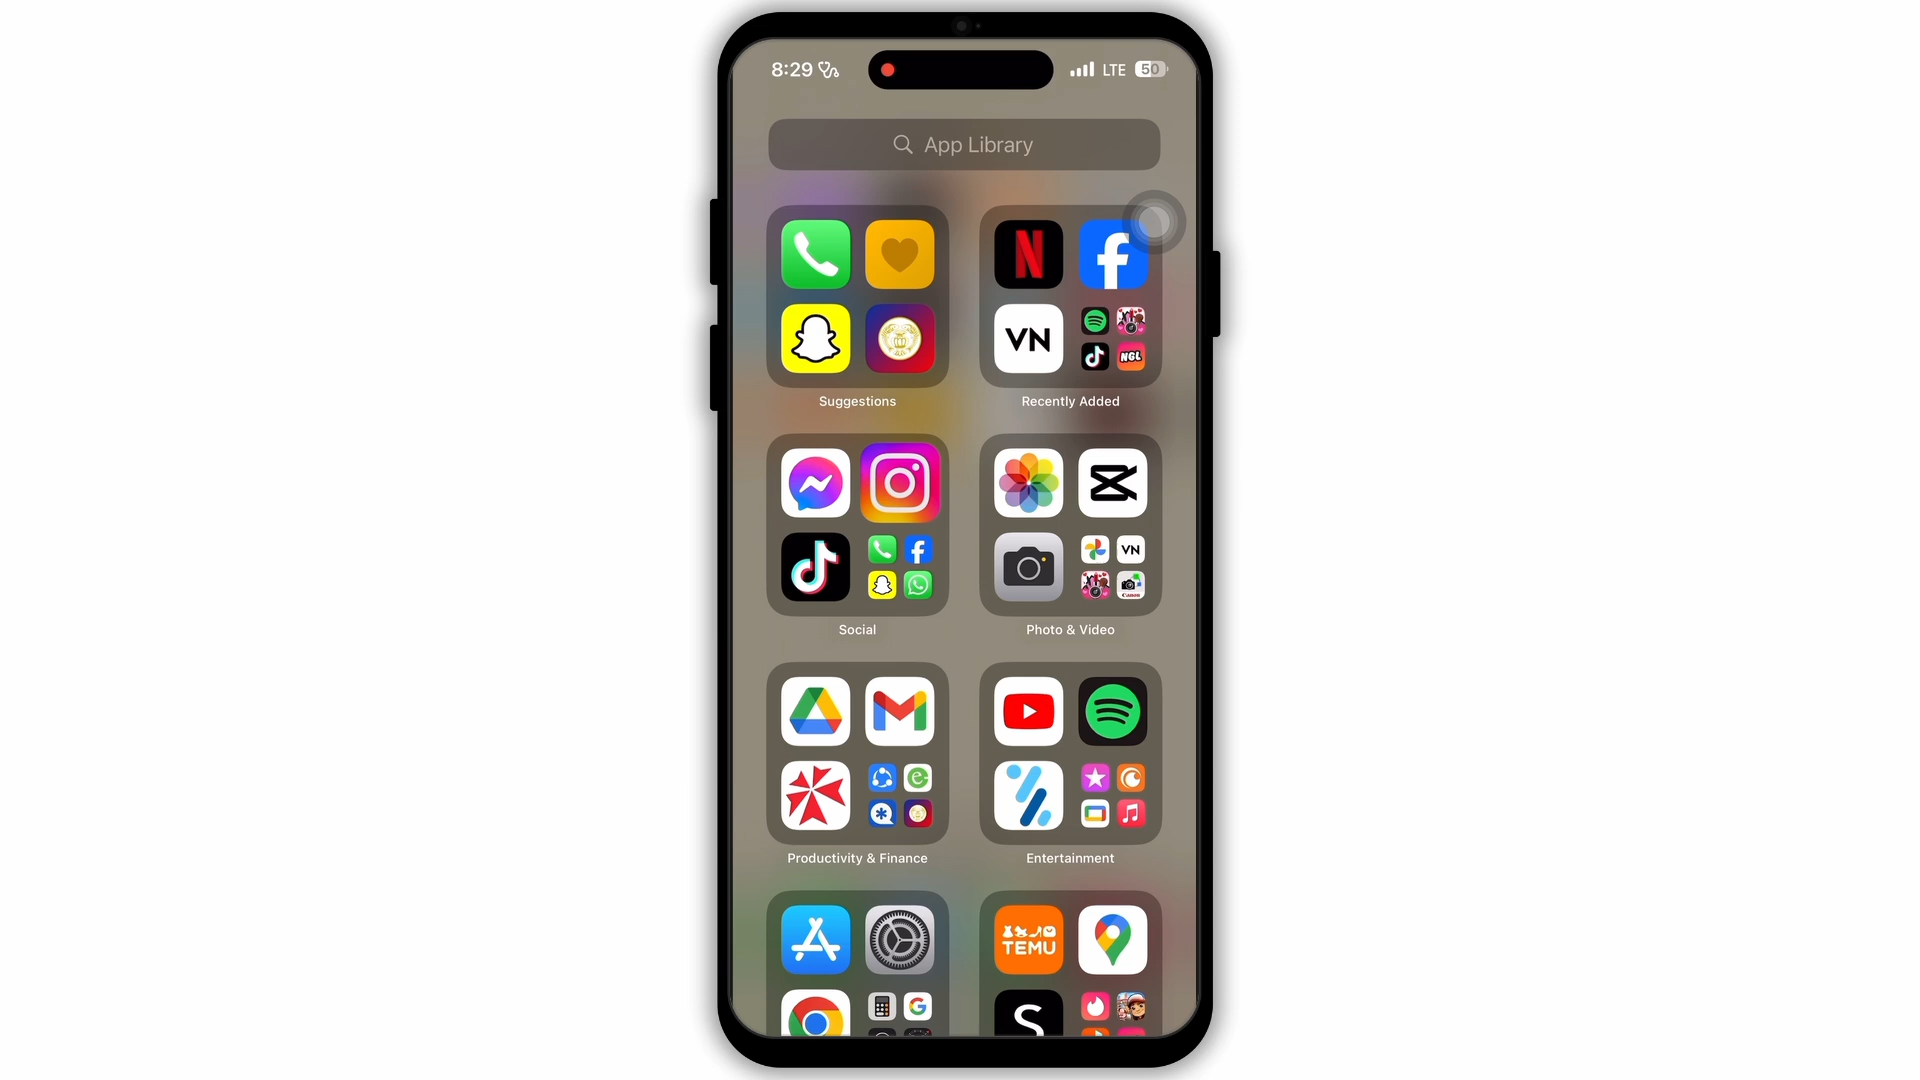 8:29
LTE 50
App Library
VN
NGL
Suggestions
Recently Added
VN
Canon
Social
Photo & Video
Productivity & Finance
Entertainment
TEMU